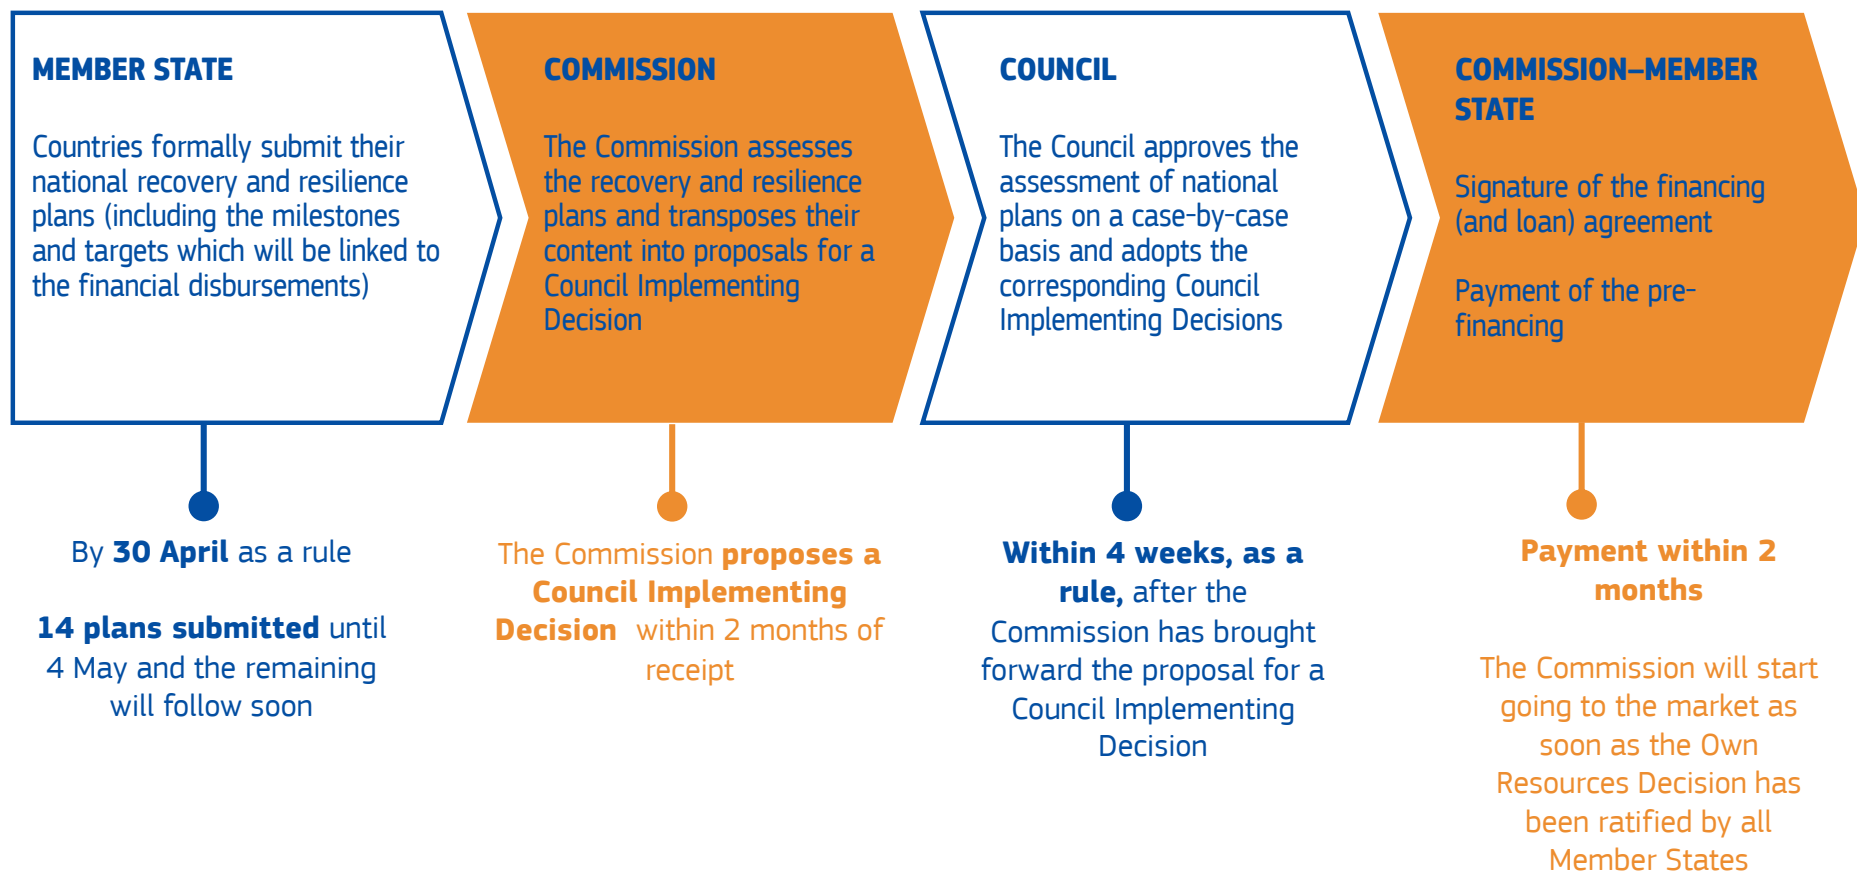 MEMBER STATE
Countries formally submit their
national recovery and resilience
plans (including the milestones
and targets which will be linked to
the financial disbursements)
By 30 April as a rule
14 plans submitted until
4 May and the remaining
will follow soon
COMMISSION
The Commission assesses
the recovery and resilience
plans and transposes their
content into proposals for a
Council Implementing
Decision
The Commission proposes a
Council Implementing
Decision within 2 months of
receipt
COUNCIL
The Council approves the
assessment of national
plans on a case-by-case
basis and adopts the
corresponding Council
Implementing Decisions
Within 4 weeks, as a
rule, after the
Commission has brought
forward the proposal for a
Council Implementing
Decision
COMMISSION–MEMBER
STATE
Signature of the financing
(and loan) agreement
Payment of the pre-
financing
Payment within 2
months
The Commission will start
going to the market as
soon as the Own
Resources Decision has
been ratified by all
Member States